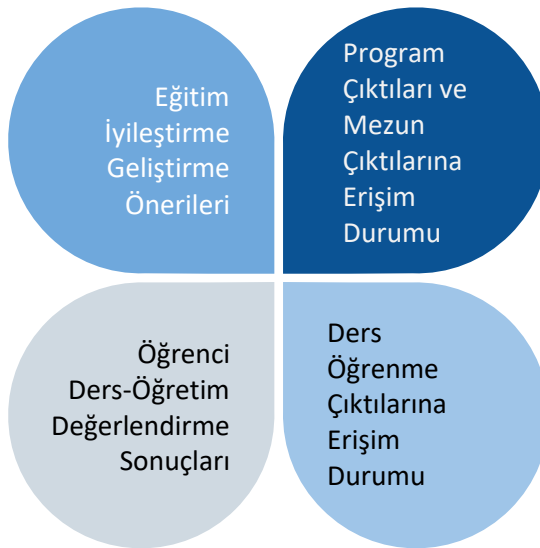 Eğitim
İyileştirme
Geliştirme
Önerileri
Program
Çıktıları ve
Mezun
Çıktılarına
Erişim
Durumu
Öğrenci
Ders-Öğretim
Değerlendirme
Sonuçları
Ders
Öğrenme
Çıktılarına
Erişim
Durumu